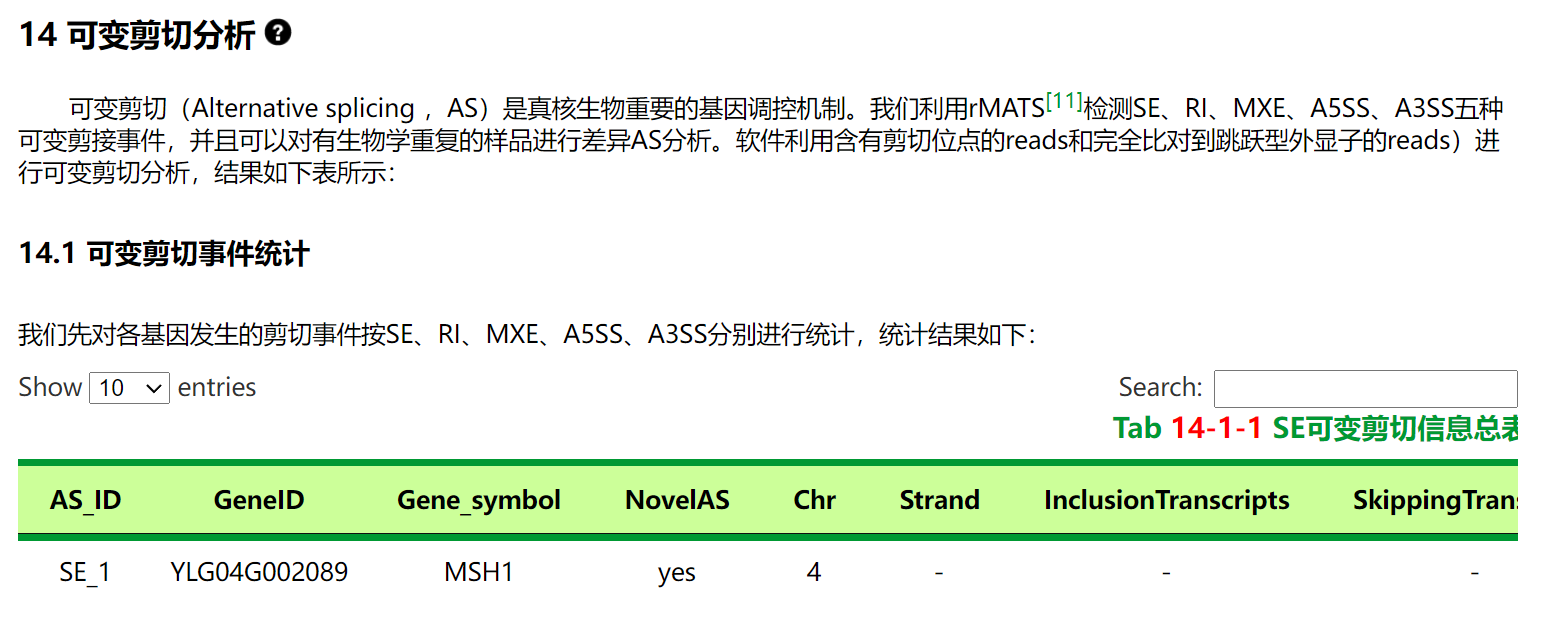 14 可变剪切分析 ?
可变剪切（Alternative splicing ，AS）是真核生物重要的基因调控机制。我们利用rMATS[11]检测SE、RI、MXE、A5SS、A3SS五种
可变剪接事件，并且可以对有生物学重复的样品进行差异AS分析。软件利用含有剪切位点的reads和完全比对到跳跃型外显子的reads）进
行可变剪切分析，结果如下表所示：
14.1 可变剪切事件统计
我们先对各基因发生的剪切事件按SE、RI、MXE、A5SS、A3SS分别进行统计，统计结果如下：
Show 10 entries Search:
Tab 14-1-1 SE可变剪切信息总表
AS_ID GeneID Gene_symbol NovelAS Chr Strand InclusionTranscripts SkippingTrans
SE_1 YLG04G002089 MSH1 yes 4 - - -